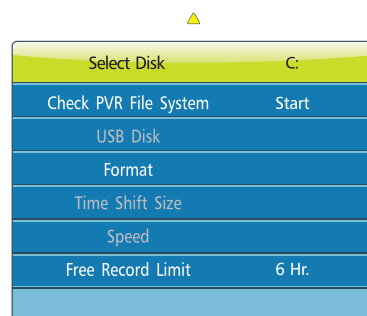 Select Disk C:
Check PVR File System Start
USB Disk
Format
Time Shift Size
Speed
Free Record Limit 6 Hr.